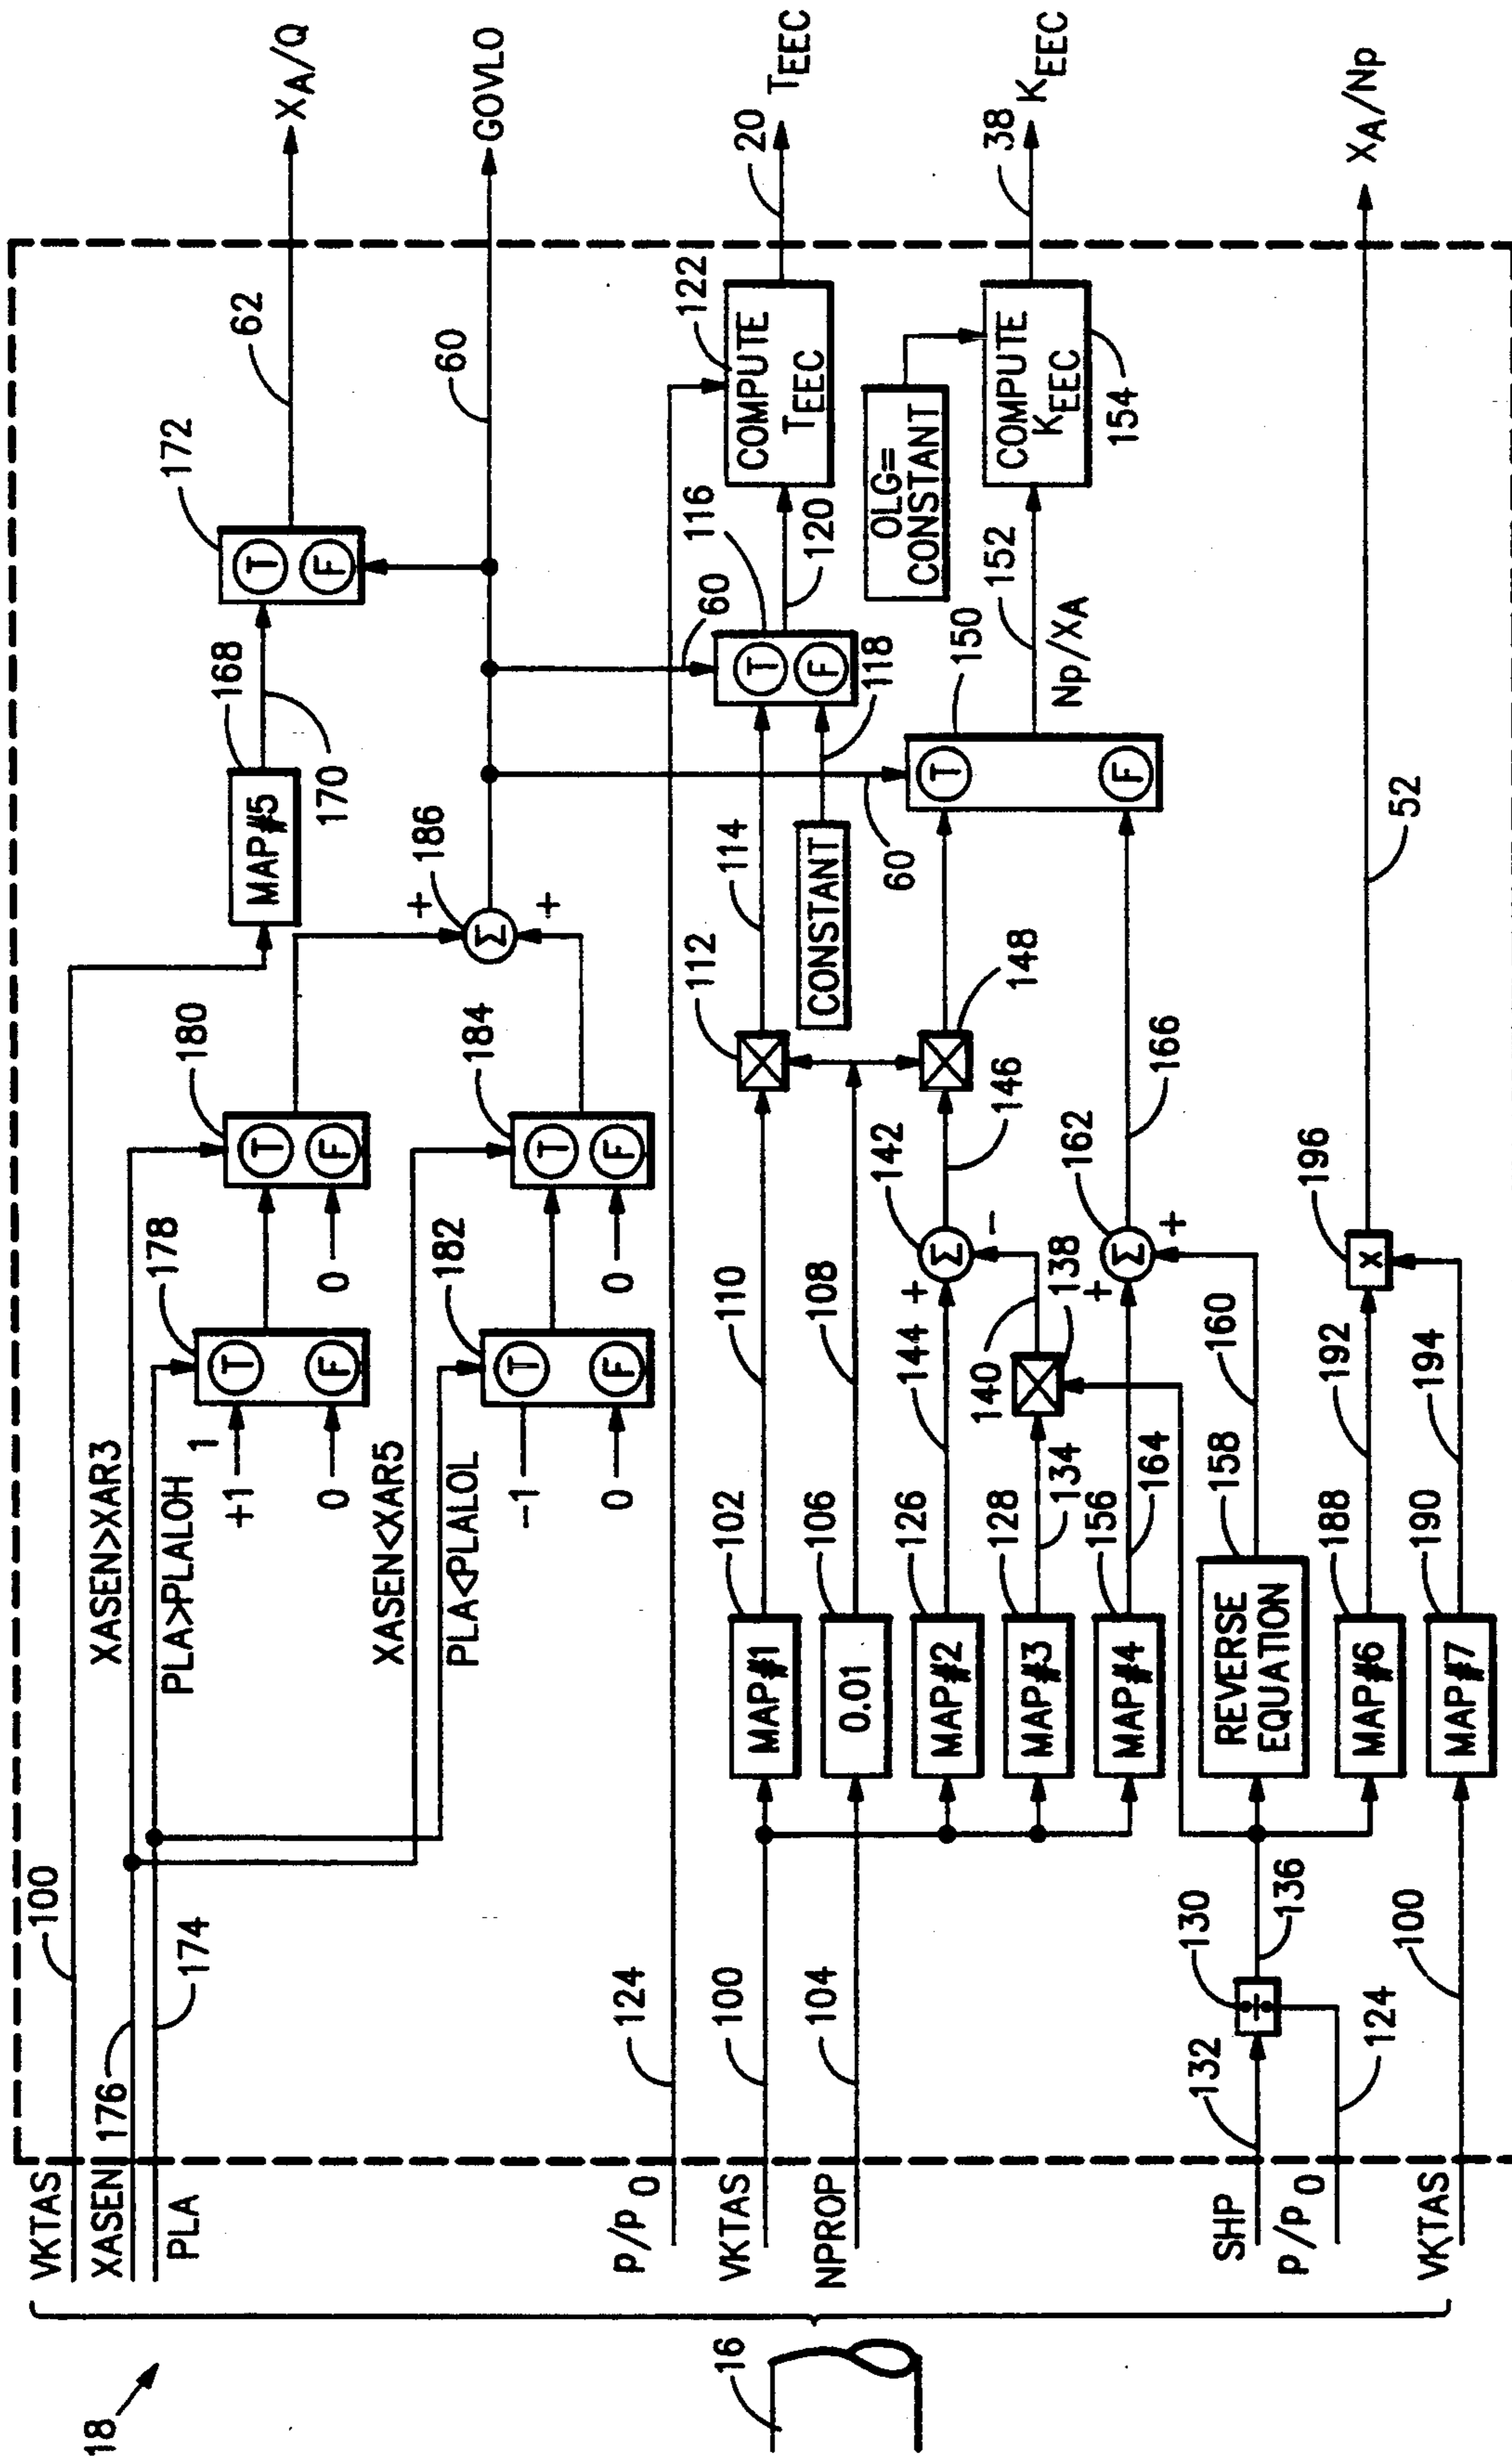 18
16
VKTAS
XASEN
PLA
P/P0
VKTAS
NPROP
SHP
P/P0
VKTAS
100
176
174
XASEN>XAR3
PLA>PLALOH
XASEN<XAR5
PLA<PLALOL
+1
1
0
T
F
178
0
T
F
180
-1
0
T
F
182
0
T
F
184
+
Σ
186
+
MAP#5
168
170
T
F
172
62
XA/Q
60
GOVLO
124
100
104
MAP#1
102
110
112
114
0.01
106
108
CONSTANT
118
60
T
F
116
120
COMPUTE
TEEC
122
20
TEEC
MAP#2
126
144
+
Σ
142
-
146
148
MAP#3
128
134
138
140
MAP#4
156
164
+
Σ
162
+
166
60
T
F
150
Np/XA
152
OLG=
CONSTANT
COMPUTE
KEEC
154
38
KEEC
132
÷
130
136
124
REVERSE
EQUATION
158
160
MAP#6
188
192
MAP#7
190
194
100
X
196
52
XA/Np